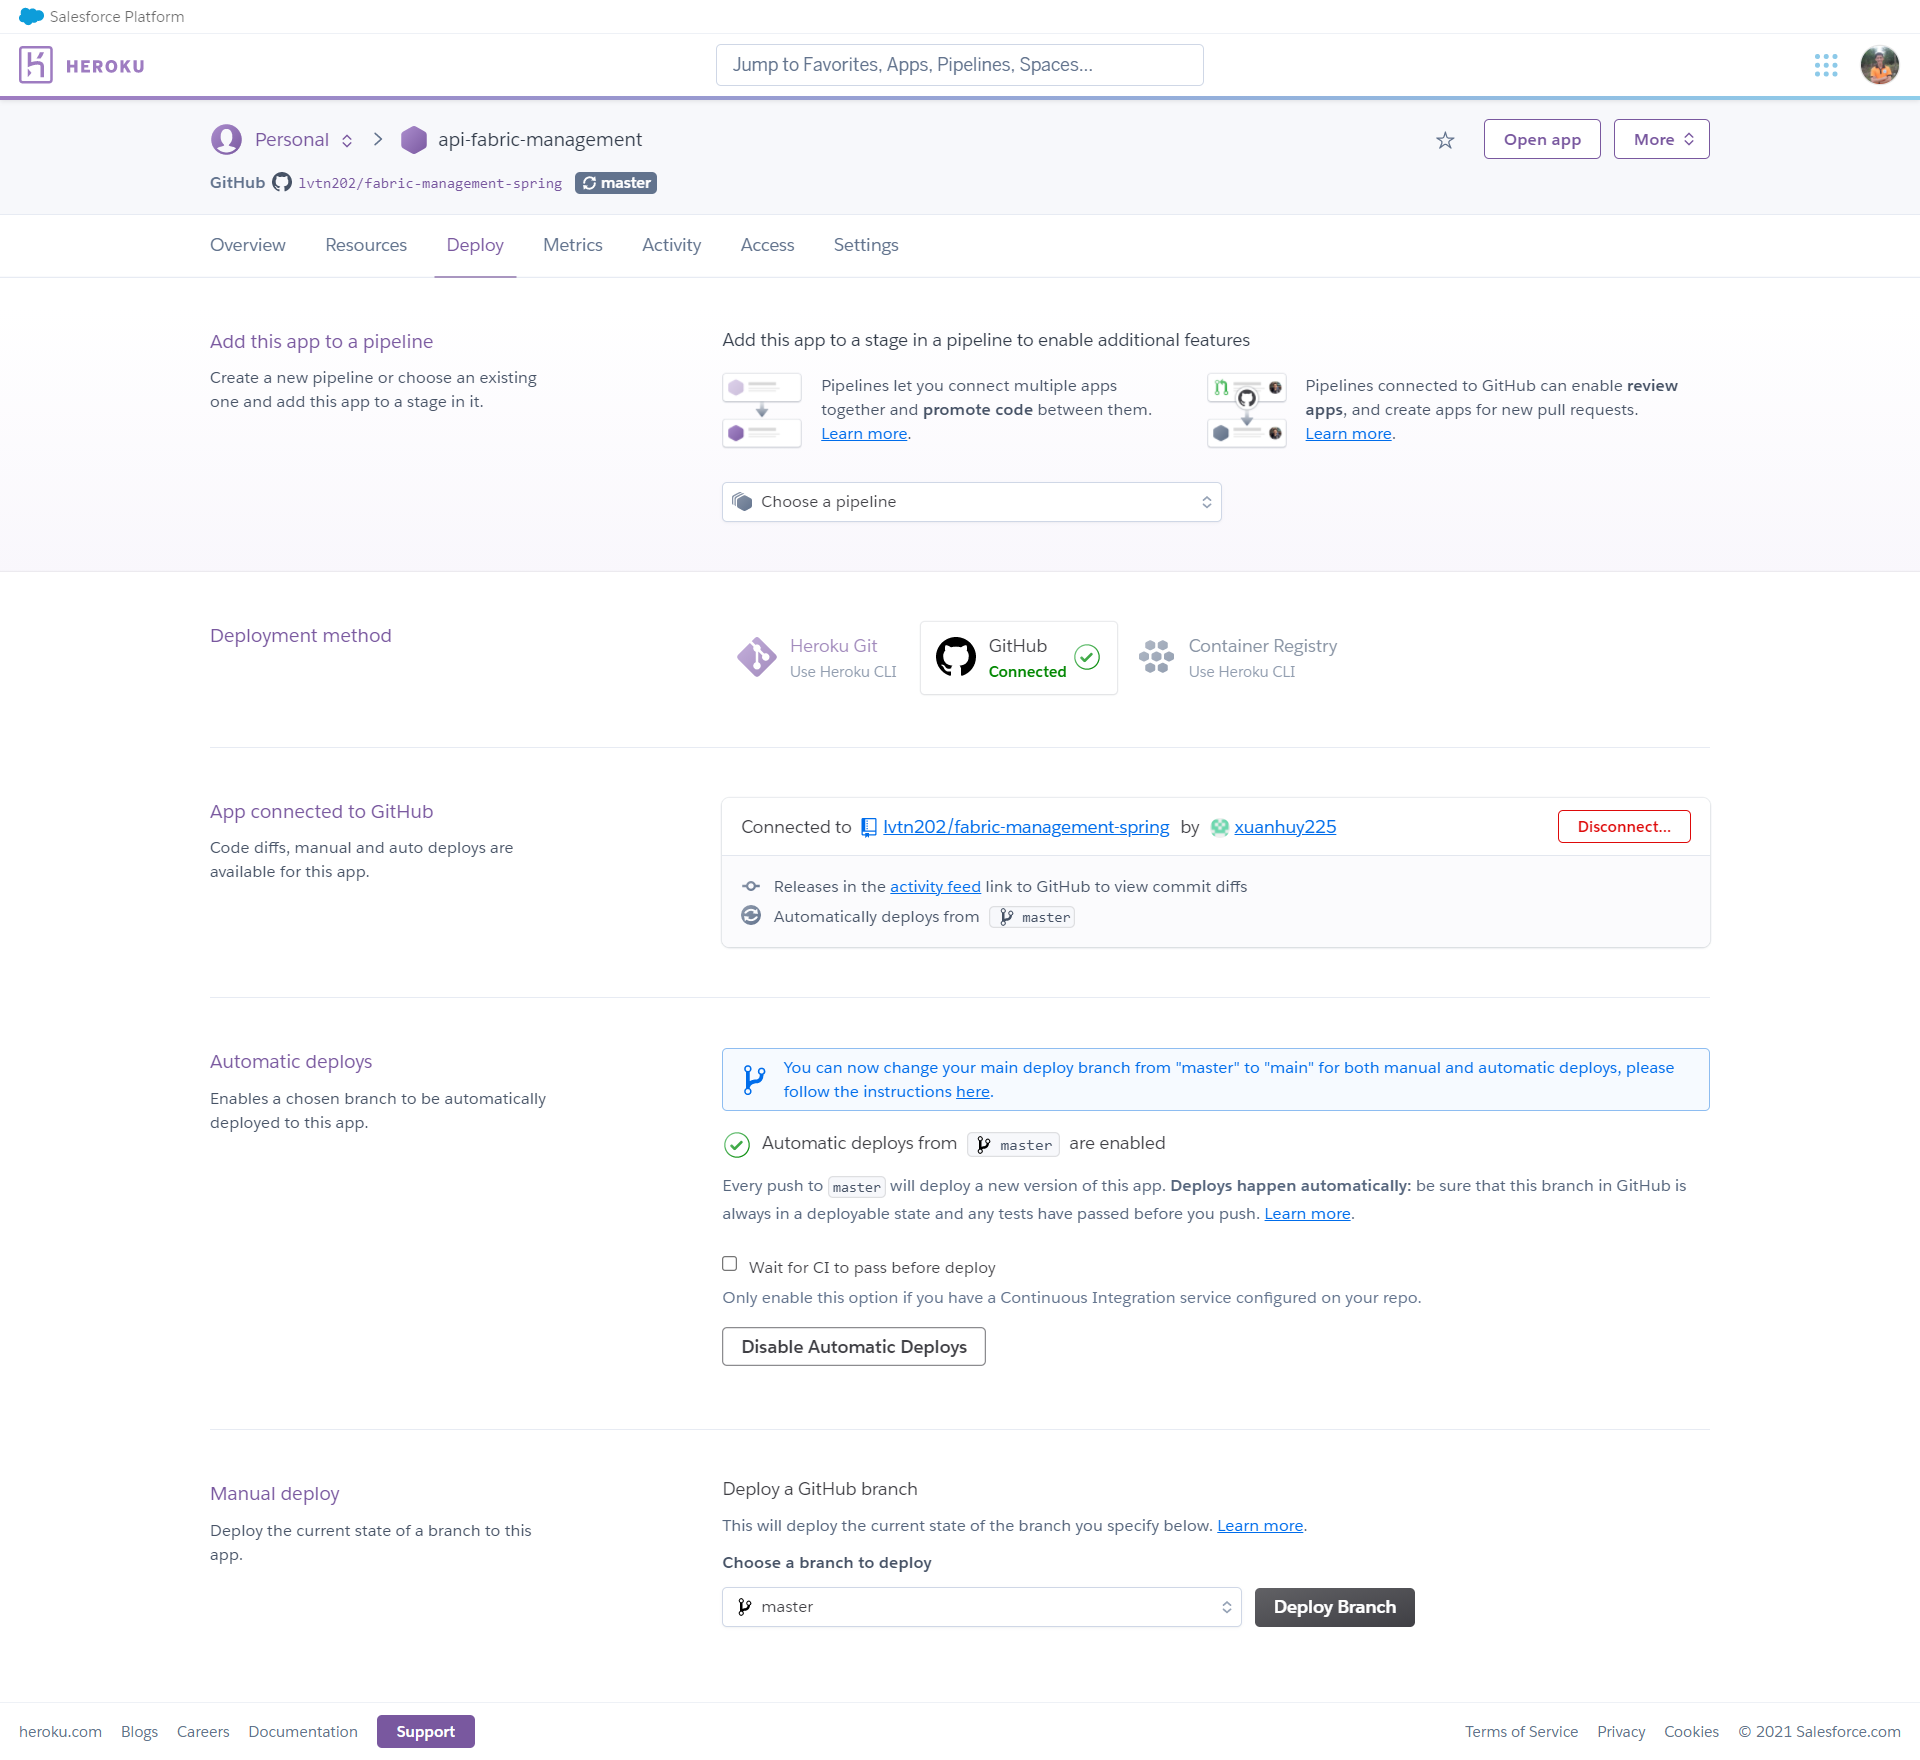 Salesforce Platform
HEROKU
Jump to Favorites, Apps, Pipelines, Spaces...
Personal
api-fabric-management
Open app
More
GitHub lvtn202/fabric-management-spring master
Overview Resources Deploy Metrics Activity Access Settings
Add this app to a pipeline
Create a new pipeline or choose an existing
one and add this app to a stage in it.
Add this app to a stage in a pipeline to enable additional features
Pipelines let you connect multiple apps
together and promote code between them.
Learn more.
Pipelines connected to GitHub can enable review
apps, and create apps for new pull requests.
Learn more.
Choose a pipeline
Deployment method
Heroku Git
Use Heroku CLI
GitHub
Connected
Container Registry
Use Heroku CLI
App connected to GitHub
Code diffs, manual and auto deploys are
available for this app.
Connected to lvtn202/fabric-management-spring by xuanhuy225
Disconnect...
Releases in the activity feed link to GitHub to view commit diffs
Automatically deploys from master
Automatic deploys
Enables a chosen branch to be automatically
deployed to this app.
You can now change your main deploy branch from "master" to "main" for both manual and automatic deploys, please
follow the instructions here.
Automatic deploys from master are enabled
Every push to master will deploy a new version of this app. Deploys happen automatically: be sure that this branch in GitHub is
always in a deployable state and any tests have passed before you push. Learn more.
Wait for CI to pass before deploy
Only enable this option if you have a Continuous Integration service configured on your repo.
Disable Automatic Deploys
Manual deploy
Deploy the current state of a branch to this
app.
Deploy a GitHub branch
This will deploy the current state of the branch you specify below. Learn more.
Choose a branch to deploy
master
Deploy Branch
heroku.com Blogs Careers Documentation Support
Terms of Service Privacy Cookies © 2021 Salesforce.com